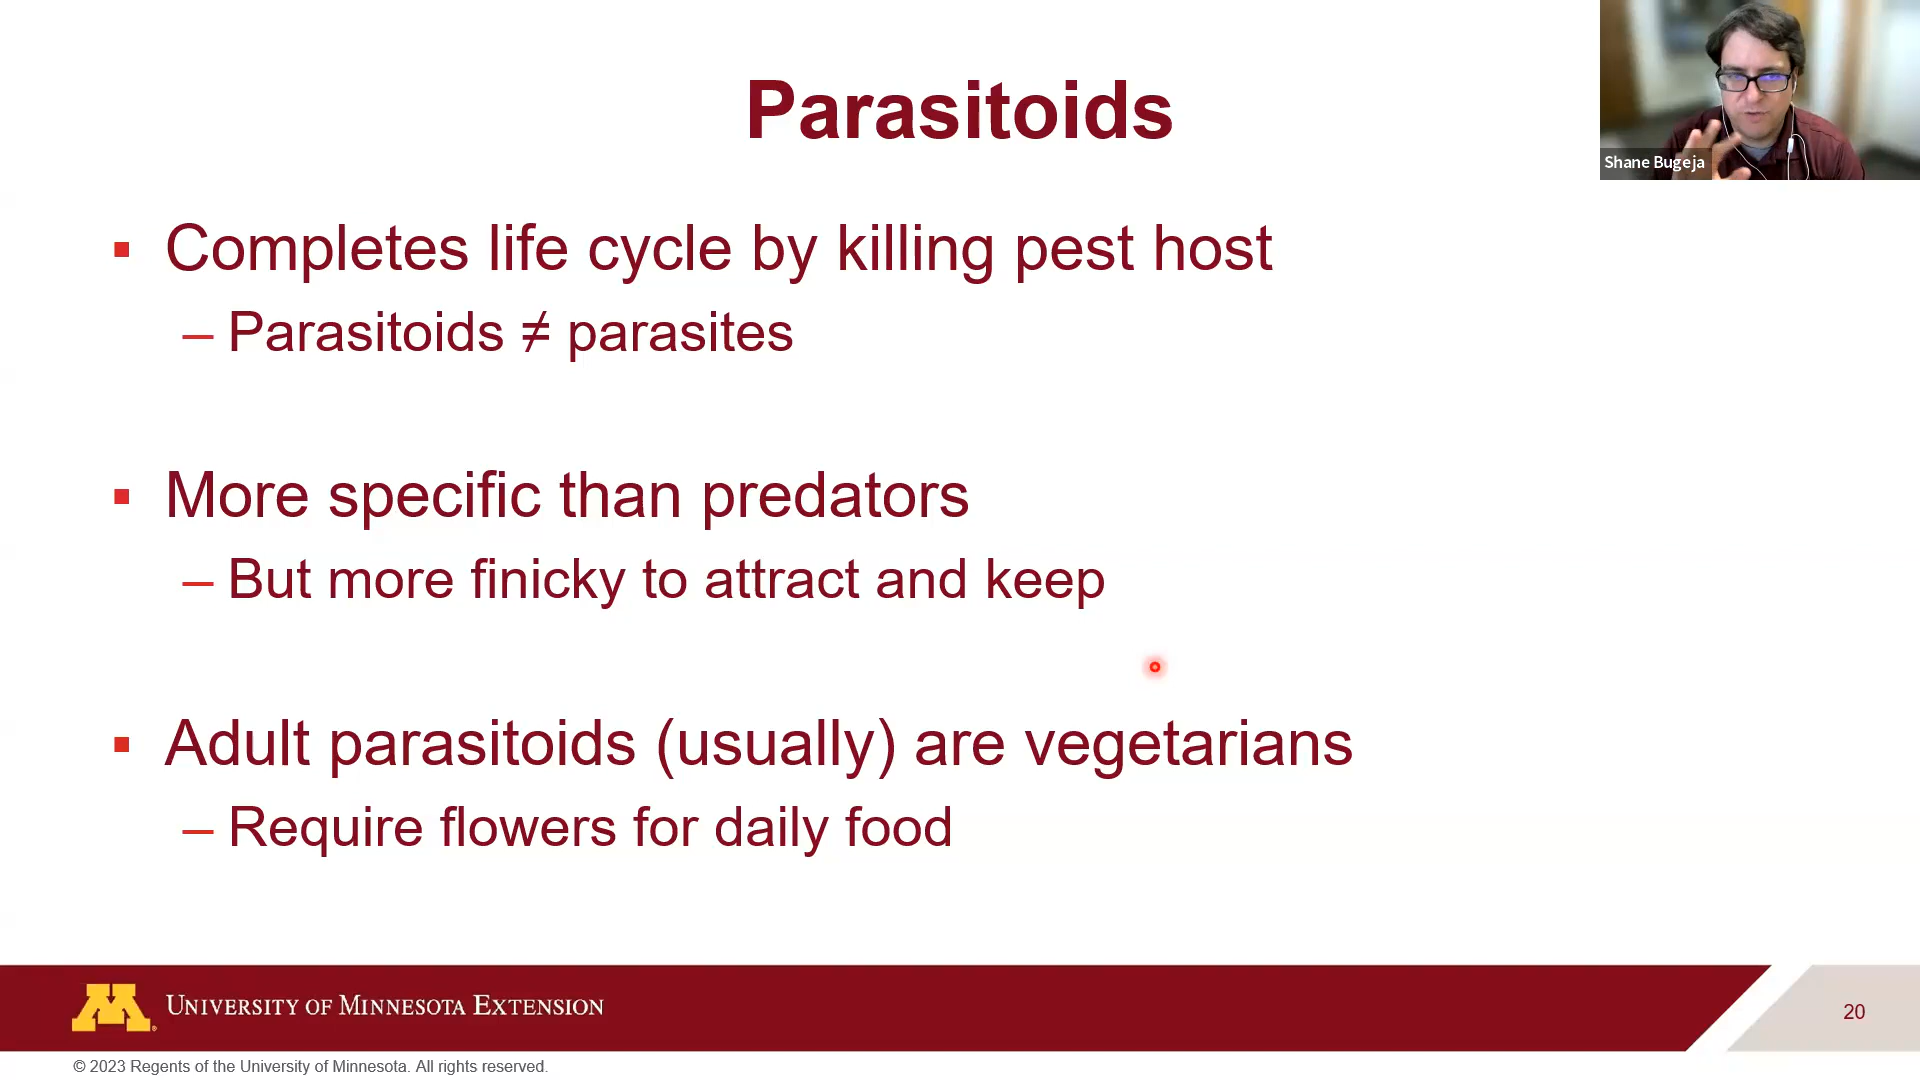 Parasitoids
Shane Bugeja
▪ Completes life cycle by killing pest host
– Parasitoids ≠ parasites
▪ More specific than predators
– But more finicky to attract and keep
▪ Adult parasitoids (usually) are vegetarians
– Require flowers for daily food
M® University of Minnesota Extension
20
© 2023 Regents of the University of Minnesota. All rights reserved.